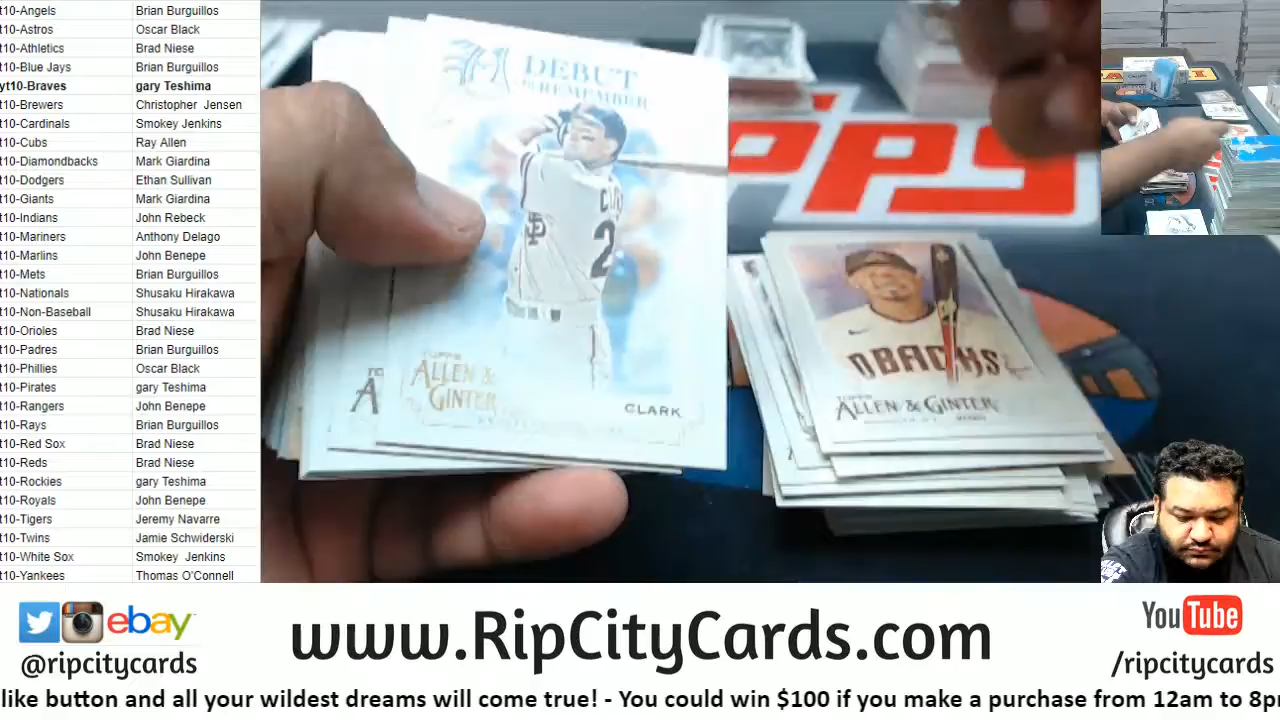 t10-Angels Brian Burguillos
t10-Astros Oscar Black
t10-Athletics Brad Niese
t10-Blue Jays Brian Burguillos
yt10-Braves gary Teshima
t10-Brewers Christopher Jensen
t10-Cardinals Smokey Jenkins
t10-Cubs Ray Allen
t10-Diamondbacks Mark Giardina
t10-Dodgers Ethan Sullivan
t10-Giants Mark Giardina
t10-Indians John Rebeck
t10-Mariners Anthony Delago
t10-Marlins John Benepe
t10-Mets Brian Burguillos
t10-Nationals Shusaku Hirakawa
t10-Non-Baseball Shusaku Hirakawa
t10-Orioles Brad Niese
t10-Padres Brian Burguillos
t10-Phillies Oscar Black
t10-Pirates gary Teshima
t10-Rangers John Benepe
t10-Rays Brian Burguillos
t10-Red Sox Brad Niese
t10-Reds Brad Niese
t10-Rockies gary Teshima
t10-Royals John Benepe
t10-Tigers Jeremy Navarre
t10-Twins Jamie Schwiderski
t10-White Sox Smokey Jenkins
t10-Yankees Thomas O'Connell
DEBUT
TO REMEMBER
SF
2
TOPPS
ALLEN &
GINTER
CLARK
A
OPPS
DBACKS
TOPPS
ALLEN & GINTER
ebay
@ripcitycards
www.RipCityCards.com
YouTube
/ripcitycards
like button and all your wildest dreams will come true! - You could win $100 if you make a purchase from 12am to 8pm